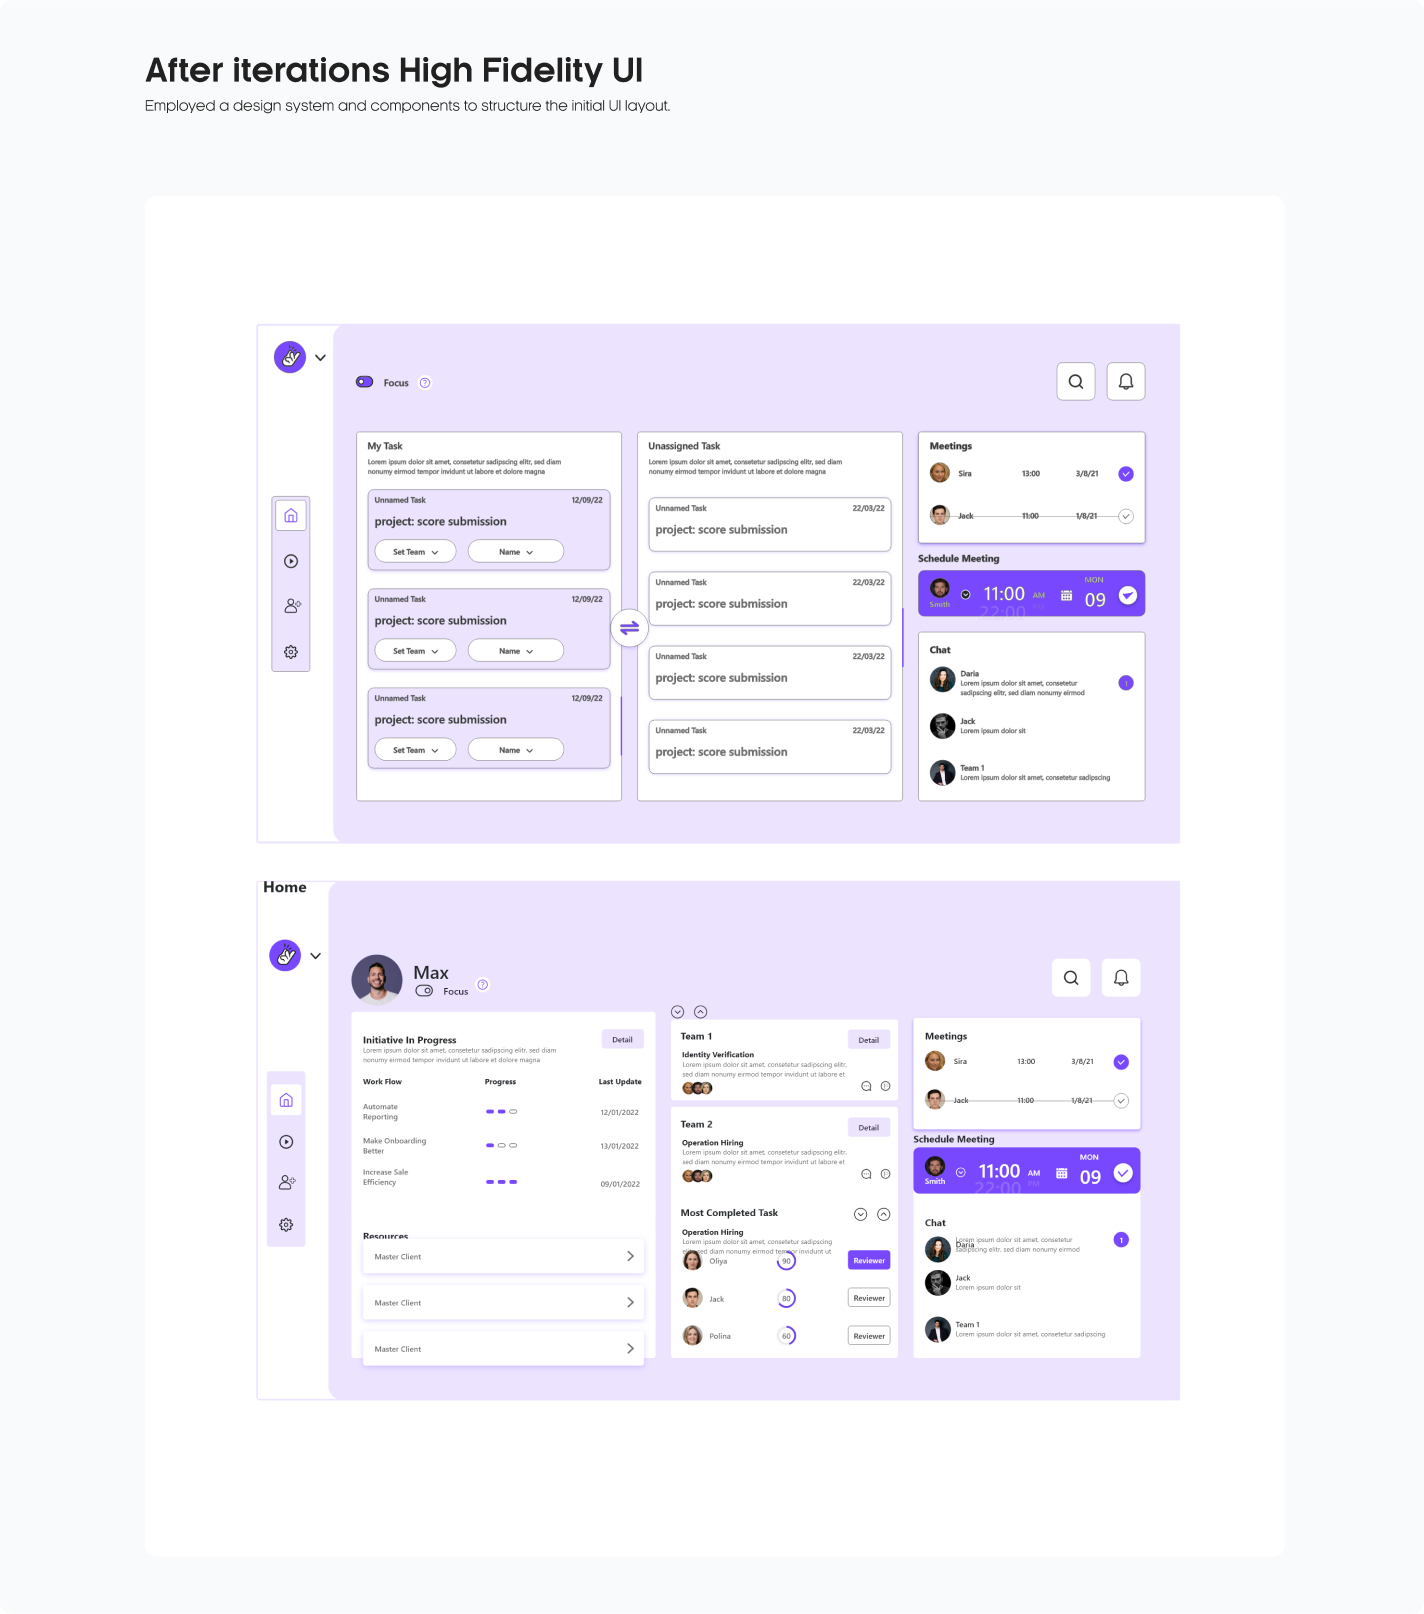 After iterations High Fidelity UI
Employed a design system and components to structure the initial UI layout.
Focus
My Task
Lorem ipsum dolor sit amet, consetetur sadipscing elitr, sed diam
nonumy eirmod tempor invidunt ut labore et dolore magna
Unnamed Task 12/09/22
project: score submission
Set Team Name
Unnamed Task 12/09/22
project: score submission
Set Team Name
Unnamed Task 12/09/22
project: score submission
Set Team Name
Unassigned Task
Lorem ipsum dolor sit amet, consetetur sadipscing elitr, sed diam
nonumy eirmod tempor invidunt ut labore et dolore magna
Unnamed Task 22/03/22
project: score submission
Unnamed Task 22/03/22
project: score submission
Unnamed Task 22/03/22
project: score submission
Unnamed Task 22/03/22
project: score submission
Meetings
Sira 13:00 3/8/21
Jack 11:00 1/8/21
Schedule Meeting
MON
Smith 11:00 AM 09
22:00 PM
Chat
Daria
Lorem ipsum dolor sit amet, consetetur
sadipscing elitr, sed diam nonumy eirmod
1
Jack
Lorem ipsum dolor sit
Team 1
Lorem ipsum dolor sit amet, consetetur sadipscing
Home
Max
Focus
Initiative In Progress
Detail
Lorem ipsum dolor sit amet, consetetur sadipscing elitr, sed diam
nonumy eirmod tempor invidunt ut labore et dolore magna
Work Flow Progress Last Update
Automate
Reporting
12/01/2022
Make Onboarding
Better
13/01/2022
Increase Sale
Efficiency
09/01/2022
Resources
Master Client
Master Client
Master Client
Team 1
Detail
Identity Verification
Lorem ipsum dolor sit amet, consetetur sadipscing elitr,
sed diam nonumy eirmod tempor invidunt ut labore et
Team 2
Detail
Operation Hiring
Lorem ipsum dolor sit amet, consetetur sadipscing elitr,
sed diam nonumy eirmod tempor invidunt ut labore et
Most Completed Task
Operation Hiring
Lorem ipsum dolor sit amet, consetetur sadipscing
elitr, sed diam nonumy eirmod tempor invidunt ut
Oliya 90 Reviewer
Jack 80 Reviewer
Polina 60 Reviewer
Meetings
Sira 13:00 3/8/21
Jack 11:00 1/8/21
Schedule Meeting
MON
Smith 11:00 AM 09
22:00 PM
Chat
Daria
Lorem ipsum dolor sit amet, consetetur
sadipscing elitr, sed diam nonumy eirmod
1
Jack
Lorem ipsum dolor sit
Team 1
Lorem ipsum dolor sit amet, consetetur sadipscing